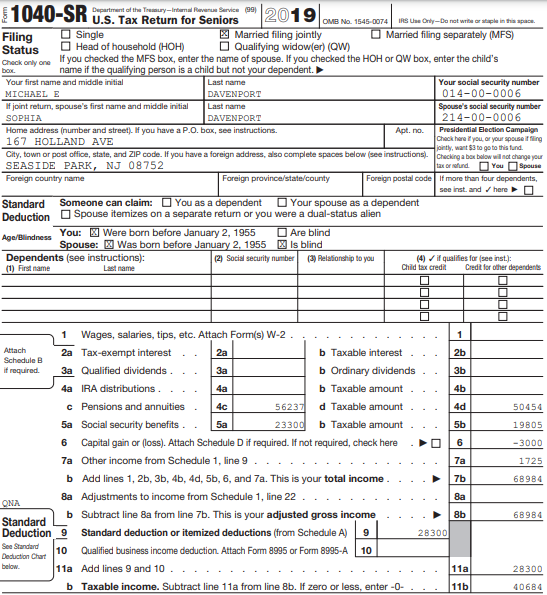 Form 1040-SR Department of the Treasury—Internal Revenue Service (99) U.S. Tax Return for Seniors 2019 OMB No. 1545-0074 IRS Use Only—Do not write or staple in this space.
Filing Status Check only one box.
Single ☒ Married filing jointly Married filing separately (MFS)
Head of household (HOH) Qualifying widow(er) (QW)
If you checked the MFS box, enter the name of spouse. If you checked the HOH or QW box, enter the child's
name if the qualifying person is a child but not your dependent. ▶
Your first name and middle initial Last name Your social security number
MICHAEL E DAVENPORT 014-00-0006
If joint return, spouse's first name and middle initial Last name Spouse's social security number
SOPHIA DAVENPORT 214-00-0006
Home address (number and street). If you have a P.O. box, see instructions. Apt. no.
167 HOLLAND AVE
Presidential Election Campaign
Check here if you, or your spouse if filing
jointly, want $3 to go to this fund.
Checking a box below will not change your
tax or refund. You Spouse
City, town or post office, state, and ZIP code. If you have a foreign address, also complete spaces below (see instructions).
SEASIDE PARK, NJ 08752
Foreign country name Foreign province/state/county Foreign postal code
If more than four dependents,
see inst. and ✓ here ▶
Standard Deduction
Someone can claim: You as a dependent Your spouse as a dependent
Spouse itemizes on a separate return or you were a dual-status alien
Age/Blindness
You: ☒ Were born before January 2, 1955 Are blind
Spouse: ☒ Was born before January 2, 1955 ☒ Is blind
Dependents (see instructions): (2) Social security number (3) Relationship to you (4) ✓ if qualifies for (see inst.):
(1) First name Last name Child tax credit Credit for other dependents
1 Wages, salaries, tips, etc. Attach Form(s) W-2 1
Attach Schedule B if required.
2a Tax-exempt interest 2a b Taxable interest 2b
3a Qualified dividends 3a b Ordinary dividends 3b
4a IRA distributions 4a b Taxable amount 4b
c Pensions and annuities 4c 56237 d Taxable amount 4d 50454
5a Social security benefits 5a 23300 b Taxable amount 5b 19805
6 Capital gain or (loss). Attach Schedule D if required. If not required, check here ▶ 6 -3000
7a Other income from Schedule 1, line 9 7a 1725
b Add lines 1, 2b, 3b, 4b, 4d, 5b, 6, and 7a. This is your total income ▶ 7b 68984
8a Adjustments to income from Schedule 1, line 22 8a
b Subtract line 8a from line 7b. This is your adjusted gross income ▶ 8b 68984
QNA
Standard Deduction
See Standard Deduction Chart below.
9 Standard deduction or itemized deductions (from Schedule A) 9 28300
10 Qualified business income deduction. Attach Form 8995 or Form 8995-A 10
11a Add lines 9 and 10 11a 28300
b Taxable income. Subtract line 11a from line 8b. If zero or less, enter -0- 11b 40684